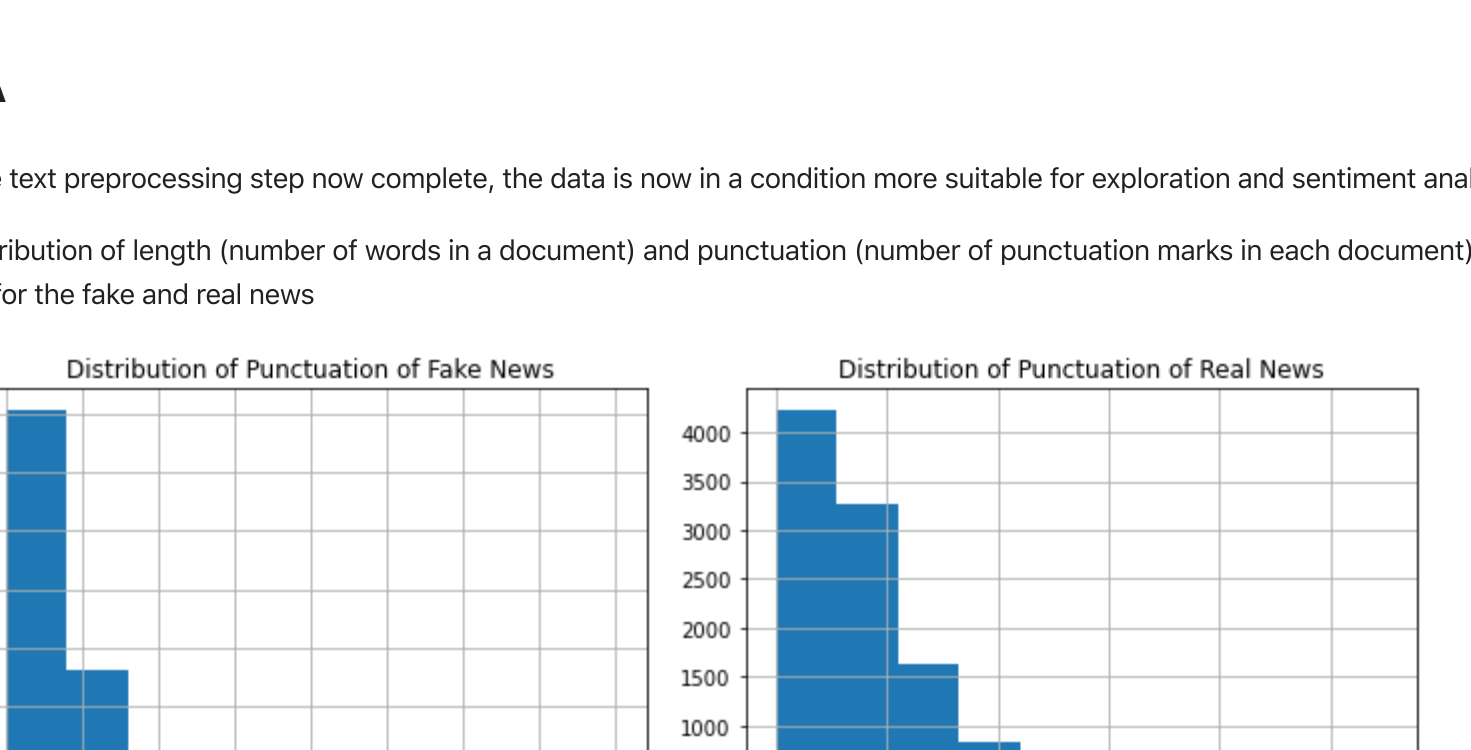 text preprocessing step now complete, the data is now in a condition more suitable for exploration and sentiment
of length (number of words in a document) and punctuation (number of punctuation marks in each document)
for the fake and real news
Distribution of Punctuation of Fake News
Distribution of Punctuation of Real News
4000
3500
3000
2500
2000
1500
1000